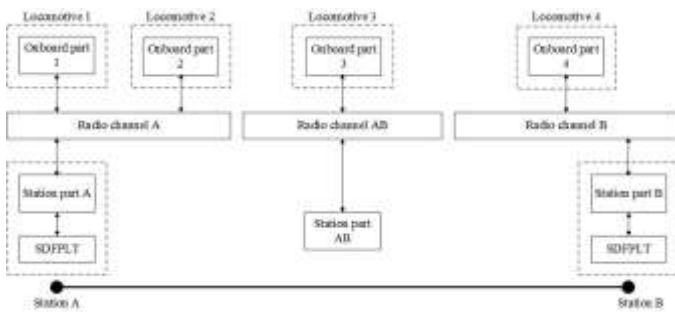 Locomotive 1
Locomotive 2
Locomotive 3
Locomotive 4
Onboard part
1
Onboard part
2
Onboard part
3
Onboard part
4
Radio channel A
Radio channel AB
Radio channel B
Station part A
Station part B
Station part
AB
SDFPLT
SDFPLT
Station A
Station B